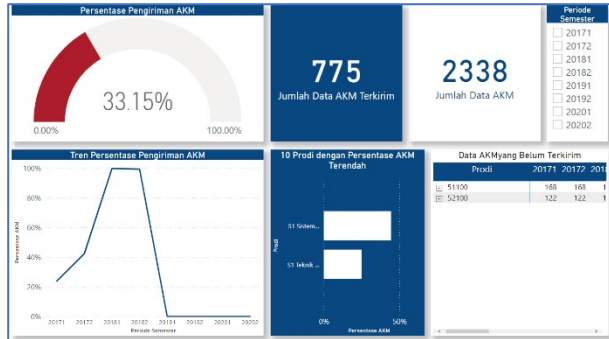 Persentase Pengiriman AKM
33.15%
0.00%
100.00%
775
Jumlah Data AKM Terkirim
2338
Jumlah Data AKM
Periode
Semester
20171
20172
20181
20182
20191
20192
20201
20202
Tren Persentase Pengiriman AKM
Persentase AKM
100%
80%
60%
40%
20%
0%
20171 20172 20181 20182 20191 20192 20201 20202
Periode Semester
10 Prodi dengan Persentase AKM
Terendah
Prodi
S1 Sistem...
S1 Teknik ...
0% 50%
Persentase AKM
Data AKMyang Belum Terkirim
Prodi 20171 20172 2018
51100 168 168 1
52100 122 122 1